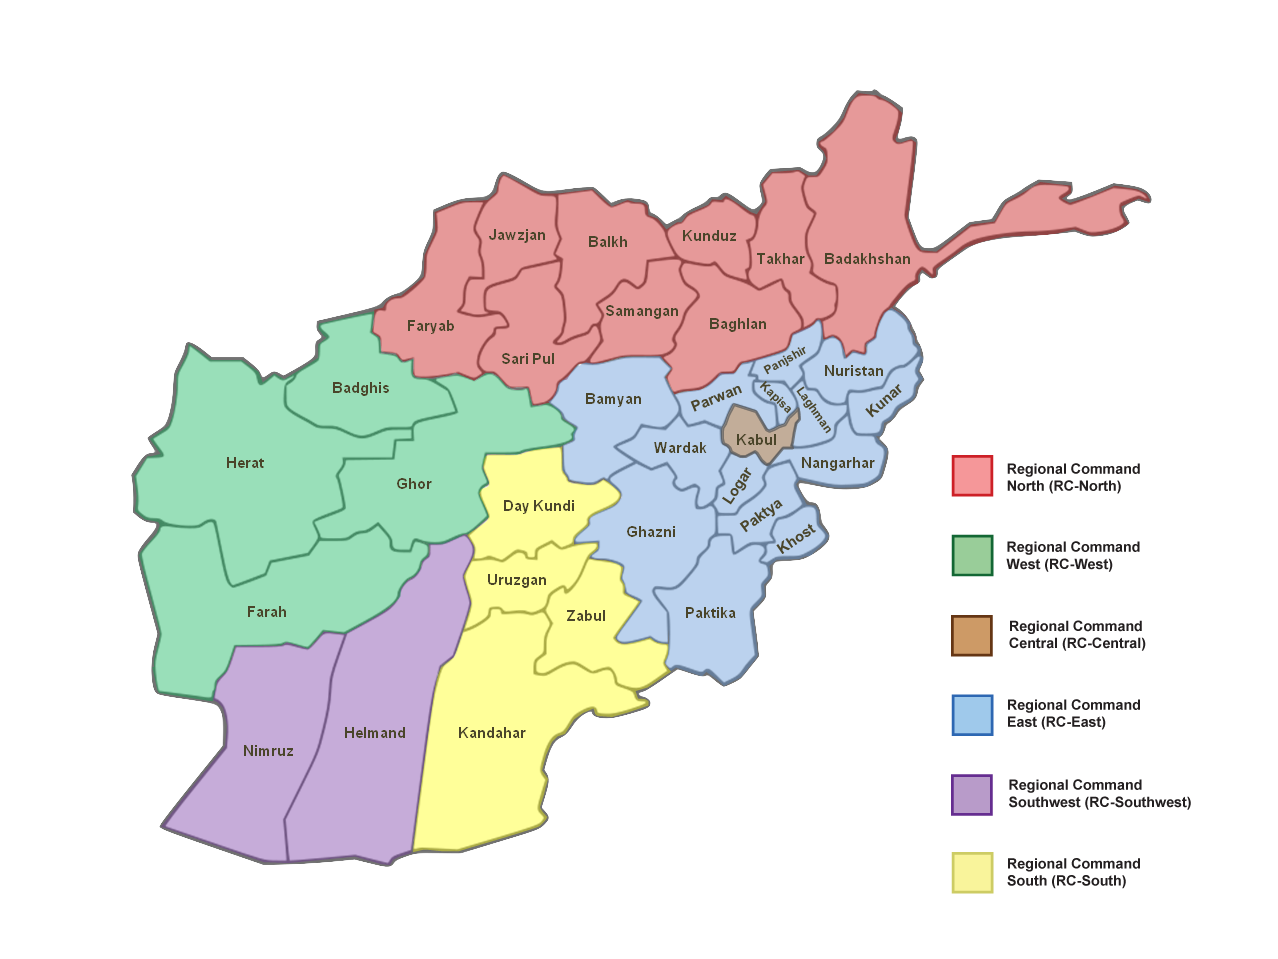 Jawzjan
Balkh
Kunduz
Takhar
Badakhshan
Faryab
Sari Pul
Samangan
Baghlan
Badghis
Bamyan
Parwan
Panjshir
Kapisa
Laghman
Nuristan
Kunar
Herat
Ghor
Wardak
Kabul
Nangarhar
Day Kundi
Ghazni
Logar
Paktya
Khost
Farah
Uruzgan
Zabul
Paktika
Nimruz
Helmand
Kandahar
Regional Command
North (RC-North)
Regional Command
West (RC-West)
Regional Command
Central (RC-Central)
Regional Command
East (RC-East)
Regional Command
Southwest (RC-Southwest)
Regional Command
South (RC-South)